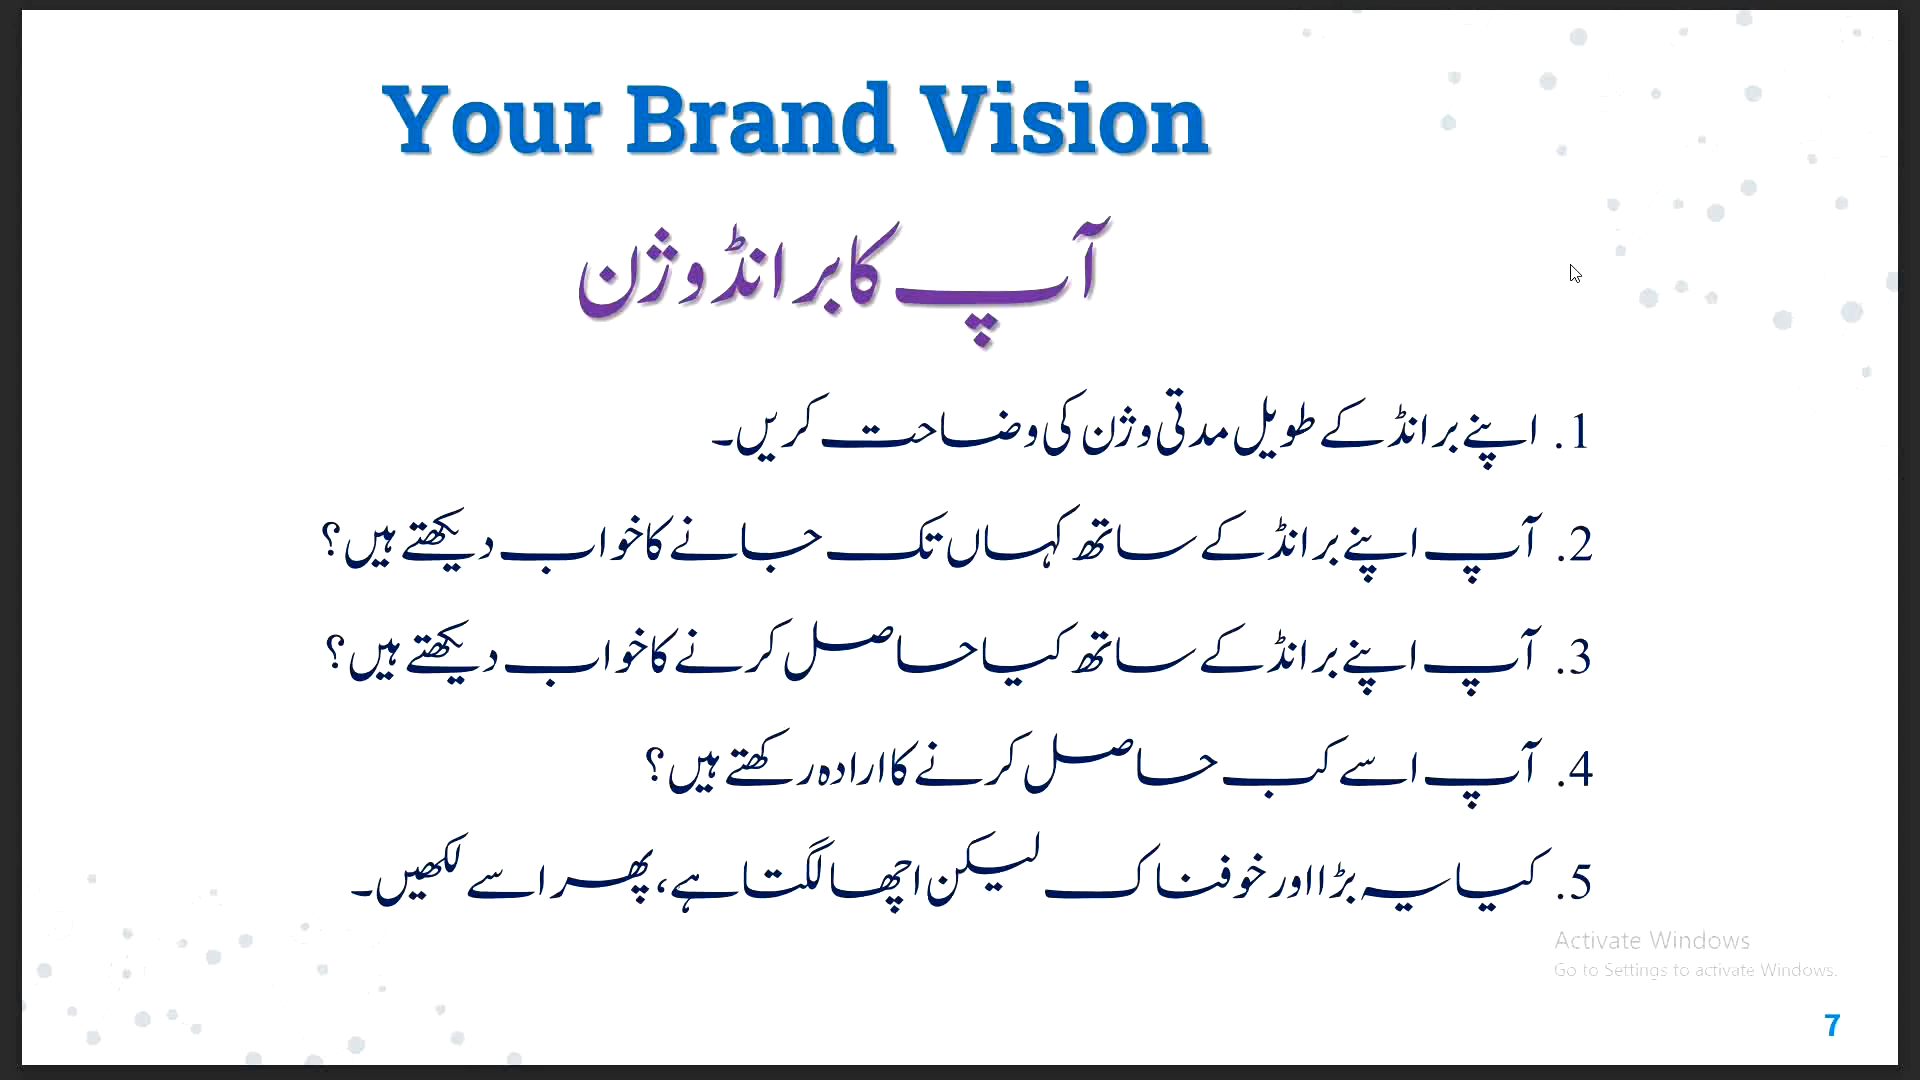 Your Brand Vision
آپ کا برانڈ وژن
1. اپنے برانڈ کے طویل مدتی وژن کی وضاحت کریں۔
2. آپ اپنے برانڈ کے ساتھ کہاں تک جانے کا خواب دیکھتے ہیں؟
3. آپ اپنے برانڈ کے ساتھ کیا حاصل کرنے کا خواب دیکھتے ہیں؟
4. آپ اسے کب حاصل کرنے کا ارادہ رکھتے ہیں؟
5. کیا یہ بڑا اور خوفناک لیکن اچھا لگتا ہے، پھر اسے لکھیں۔
Activate Windows
Go to Settings to activate Windows.
7